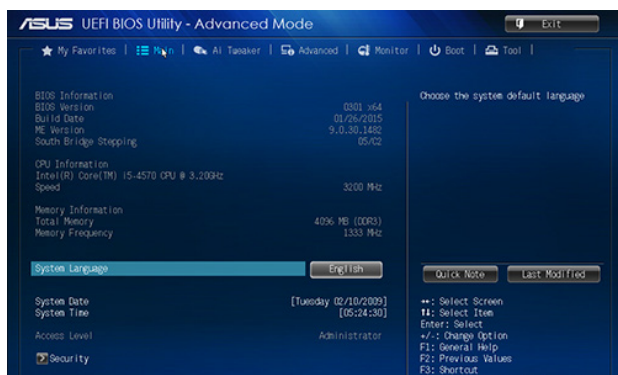 ASUS UEFI BIOS Utility - Advanced Mode
Exit
My Favorites | Main | Ai Tweaker | Advanced | Monitor | Boot | Tool |
BIOS Information
BIOS Version 0301 x64
Build Date 01/26/2015
ME Version 9.0.30.1482
South Bridge Stepping 05/C2
CPU Information
Intel(R) Core(TM) i5-4570 CPU @ 3.20GHz
Speed 3200 MHz
Memory Information
Total Memory 4096 MB (DDR3)
Memory Frequency 1333 MHz
System Language English
System Date [Tuesday 02/10/2009]
System Time [05:24:30]
Access Level Administrator
Security
Choose the system default language
Quick Note Last Modified
↔: Select Screen
↑↓: Select Item
Enter: Select
+/-: Change Option
F1: General Help
F2: Previous Values
F3: Shortcut